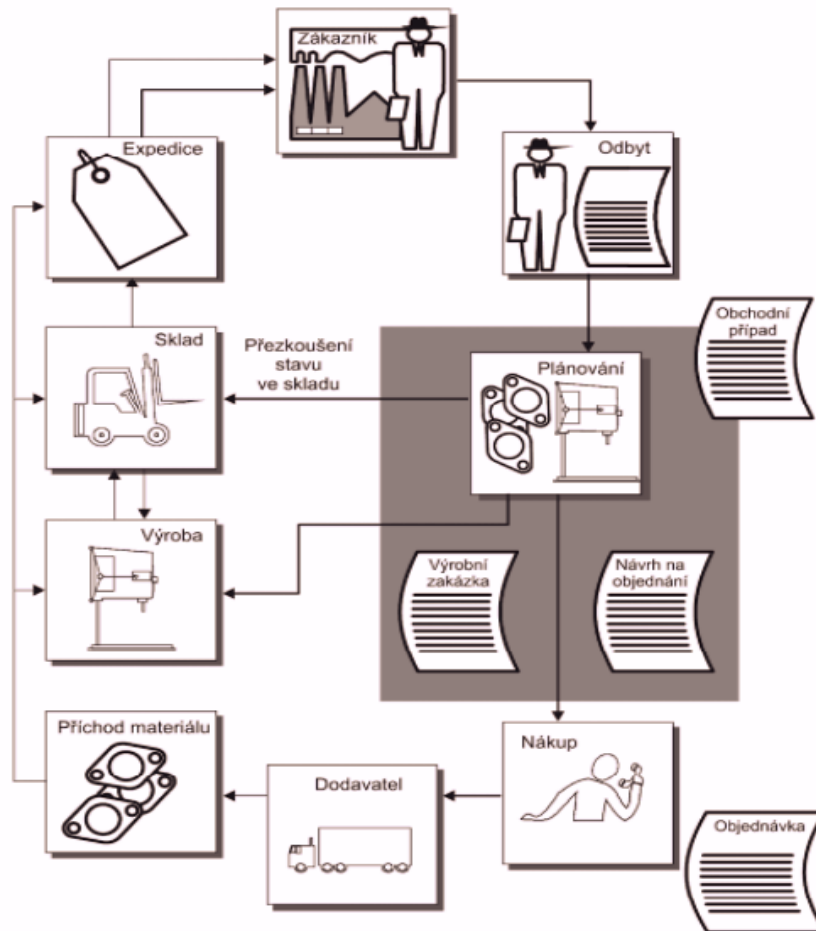 Zákazník
Expedice
Odbyt
Obchodní
případ
Sklad
Přezkoušení
stavu
ve skladu
Plánování
Výroba
Výrobní
zakázka
Návrh na
objednání
Příchod materiálu
Nákup
Dodavatel
Objednávka